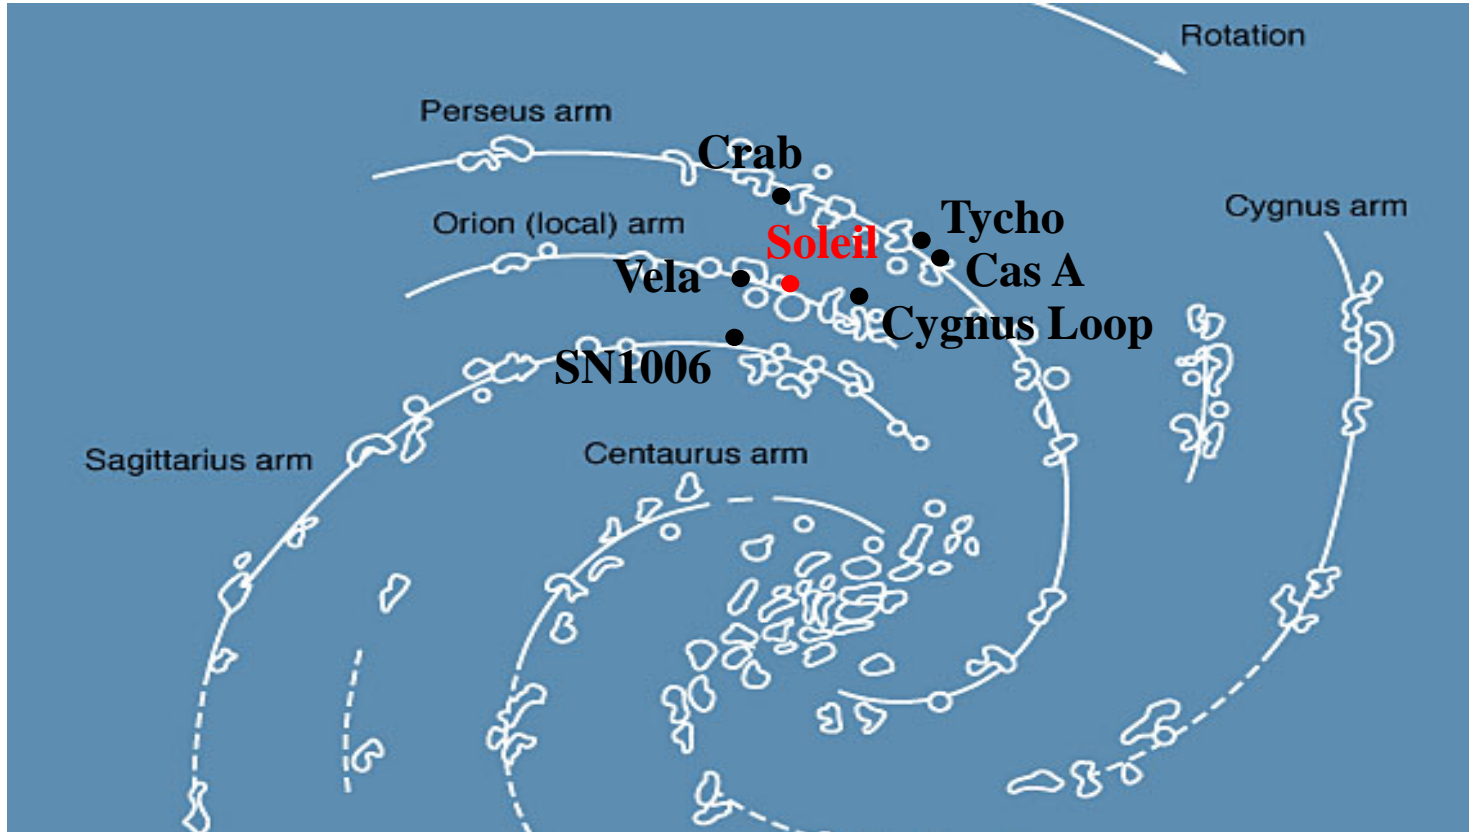 Rotation
Perseus arm
Crab
Cygnus arm
Orion (local) arm
Tycho
Soleil
Vela
Cas A
Cygnus Loop
SN1006
Sagittarius arm
Centaurus arm